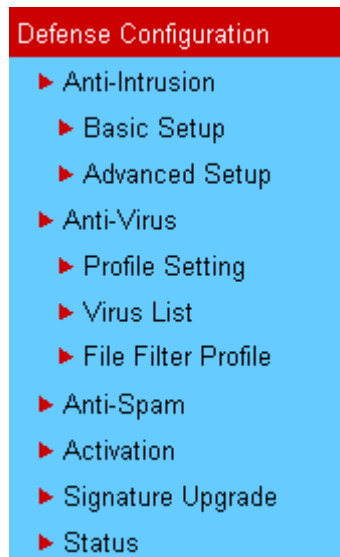 Defense Configuration
Anti-Intrusion
Basic Setup
Advanced Setup
Anti-Virus
Profile Setting
Virus List
File Filter Profile
Anti-Spam
Activation
Signature Upgrade
Status